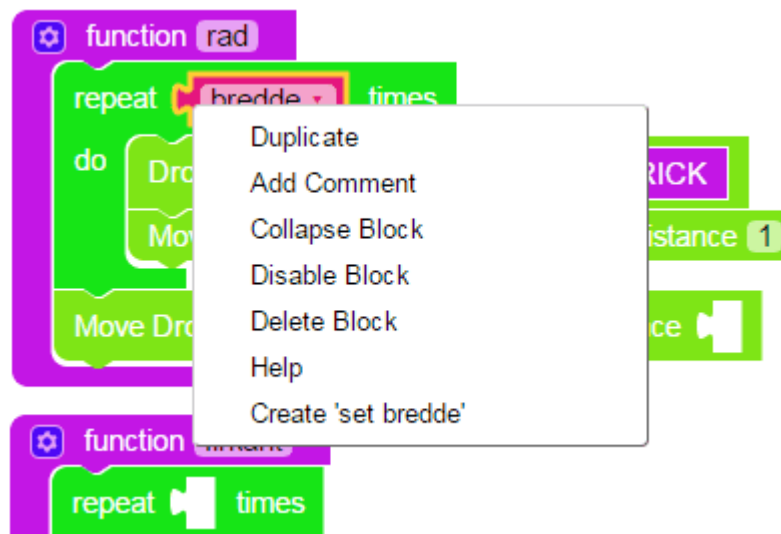 function rad
repeat bredde times
Duplicate
do
Add Comment
RICK
Collapse Block
istance 1
Disable Block
Move Dro
Delete Block
ce
Help
Create 'set bredde'
function
repeat times